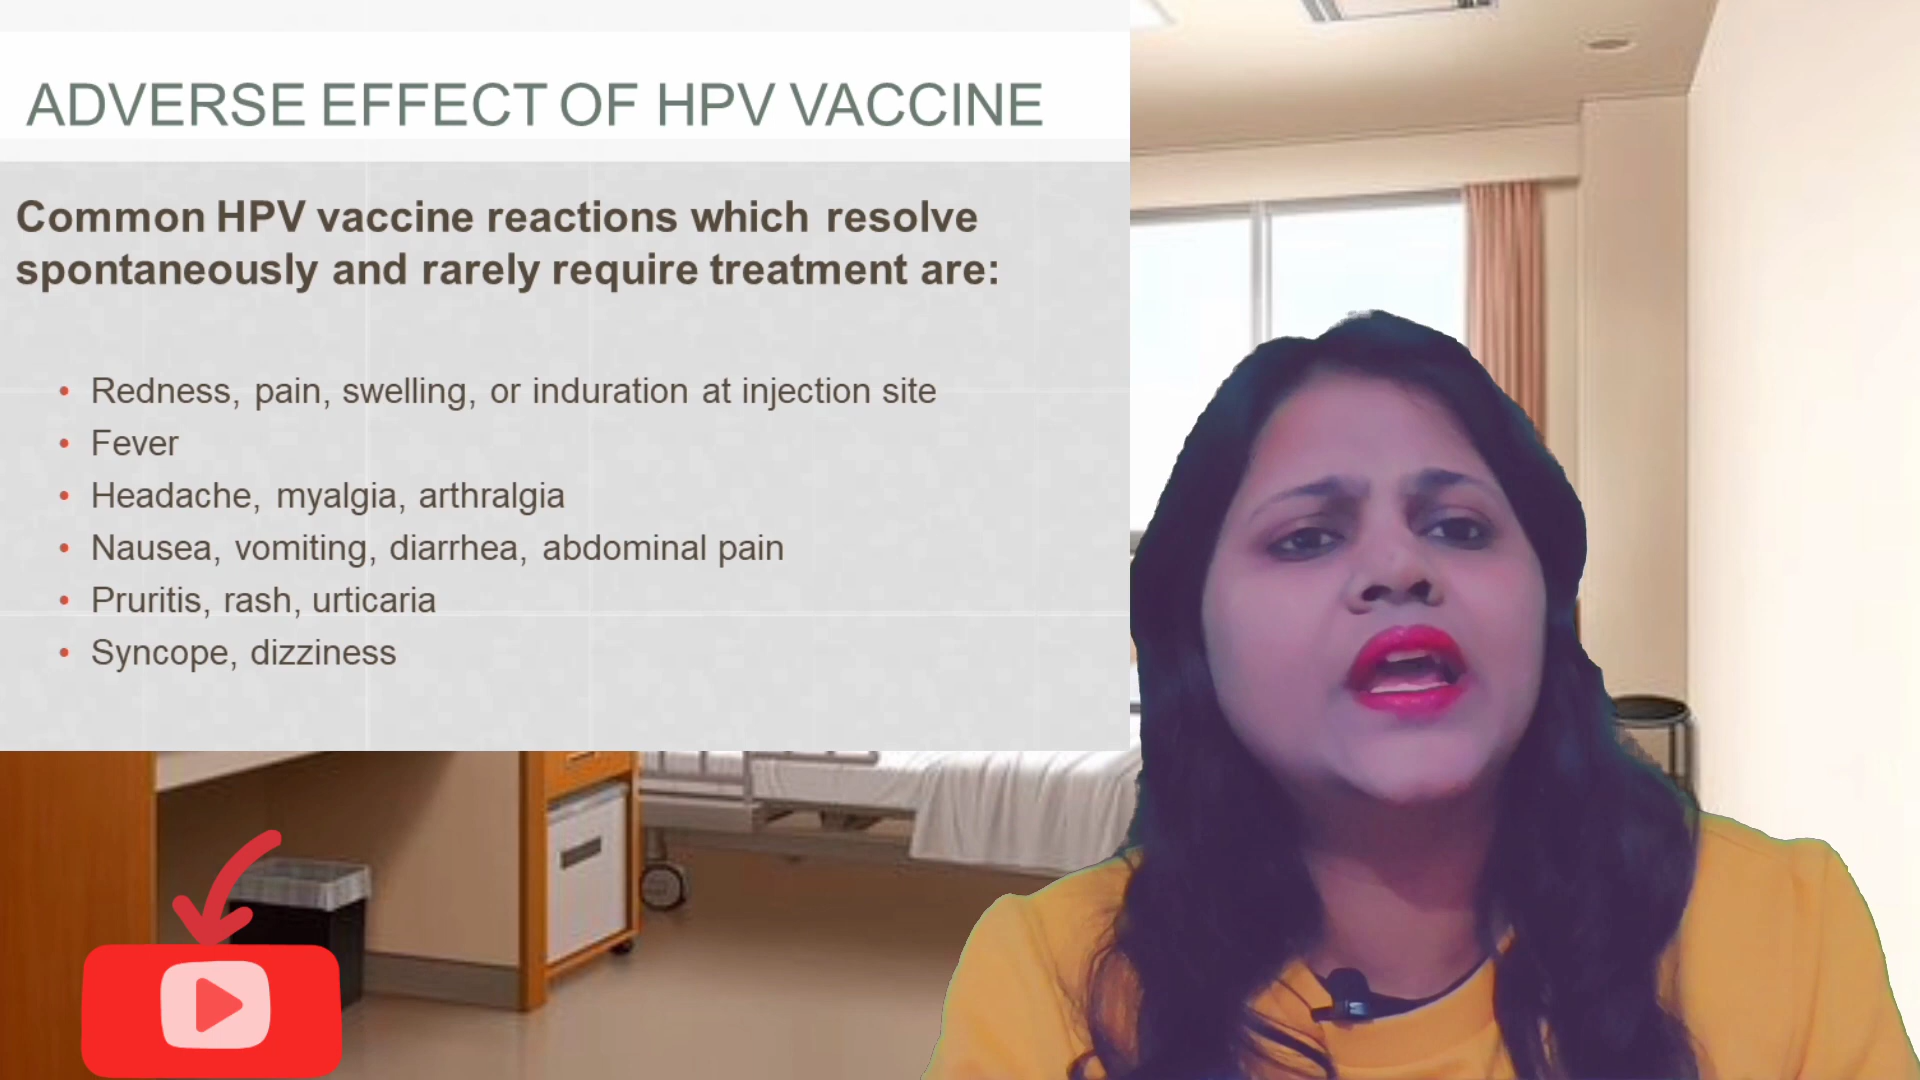 ADVERSE EFFECT OF HPV VACCINE
Common HPV vaccine reactions which resolve
spontaneously and rarely require treatment are:
• Redness, pain, swelling, or induration at injection site
• Fever
• Headache, myalgia, arthralgia
• Nausea, vomiting, diarrhea, abdominal pain
• Pruritis, rash, urticaria
• Syncope, dizziness